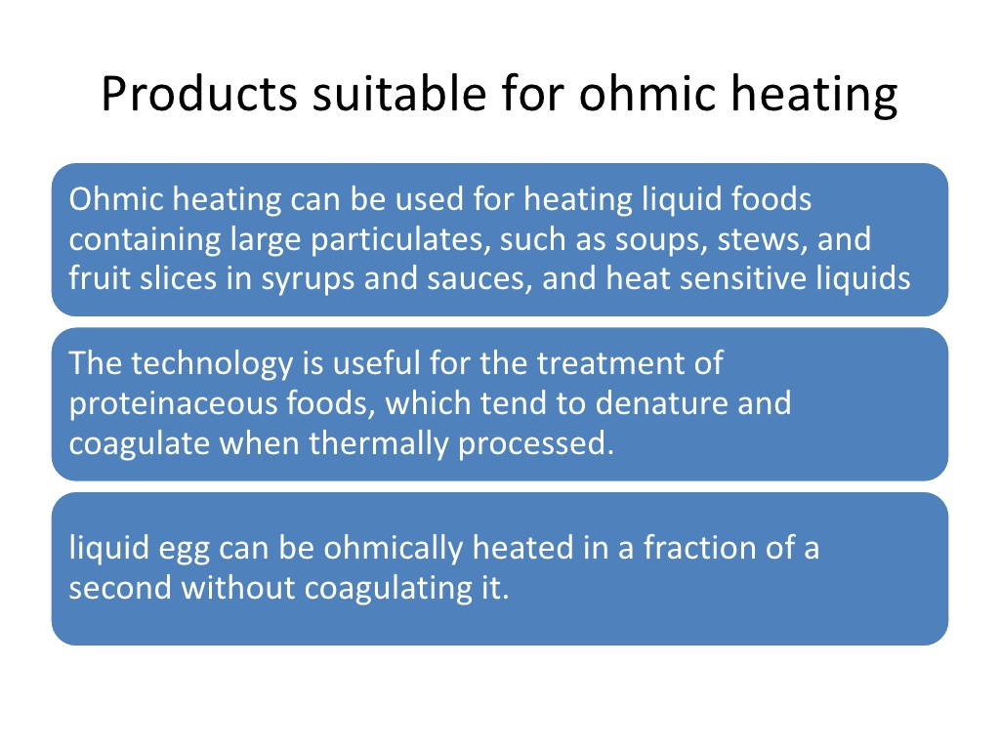 Products suitable for ohmic heating
Ohmic heating can be used for heating liquid foods
containing large particulates, such as soups, stews, and
fruit slices in syrups and sauces, and heat sensitive liquids
The technology is useful for the treatment of
proteinaceous foods, which tend to denature and
coagulate when thermally processed.
liquid egg can be ohmically heated in a fraction of a
second without coagulating it.